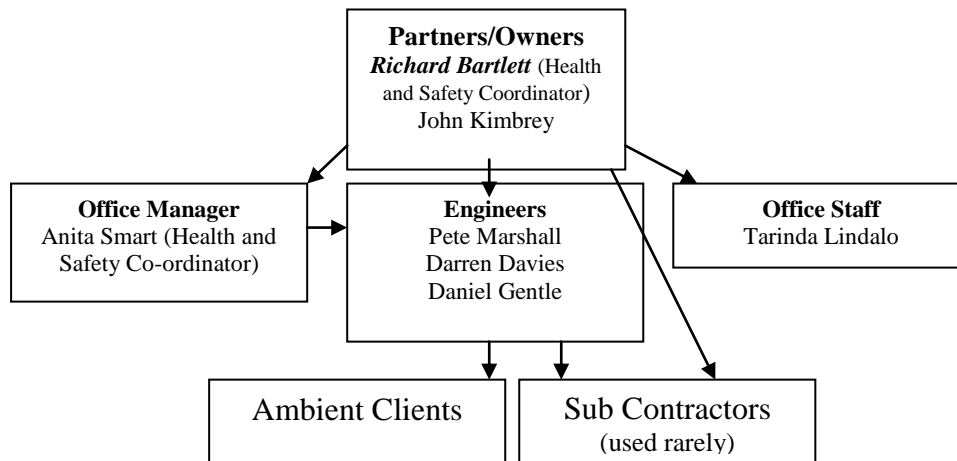 Partners/Owners
Richard Bartlett (Health
and Safety Coordinator)
John Kimbrey
Office Manager
Anita Smart (Health and
Safety Co-ordinator)
Engineers
Pete Marshall
Darren Davies
Daniel Gentle
Office Staff
Tarinda Lindalo
Ambient Clients
Sub Contractors
(used rarely)